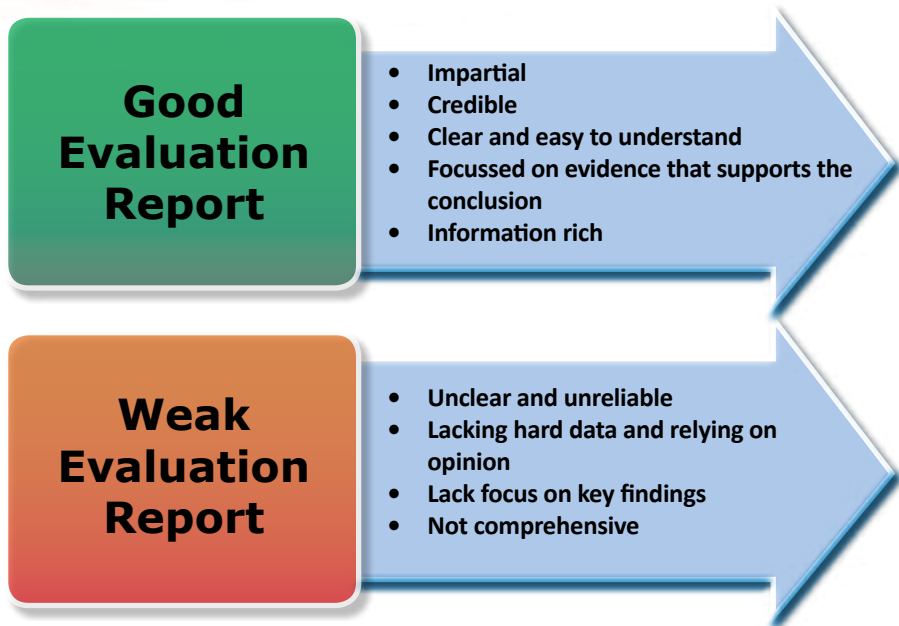 Good
Evaluation
Report
• Impartial
• Credible
• Clear and easy to understand
• Focussed on evidence that supports the
conclusion
• Information rich
Weak
Evaluation
Report
• Unclear and unreliable
• Lacking hard data and relying on
opinion
• Lack focus on key findings
• Not comprehensive